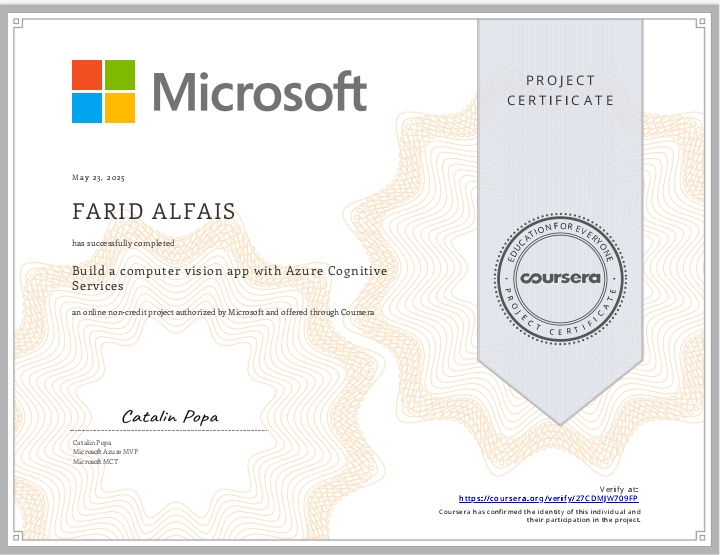 Microsoft
PROJECT
CERTIFICATE
May 23, 2025
FARID ALFAIS
has successfully completed
Build a computer vision app with Azure Cognitive
Services
an online non-credit project authorized by Microsoft and offered through Coursera
EDUCATION FOR EVERYONE
coursera
PROJECT CERTIFICATE
Catalin Popa
Catalin Popa
Microsoft Azure MVP
Microsoft MCT
Verify at:
https://coursera.org/verify/27CDMJW709FP
Coursera has confirmed the identity of this individual and
their participation in the project.